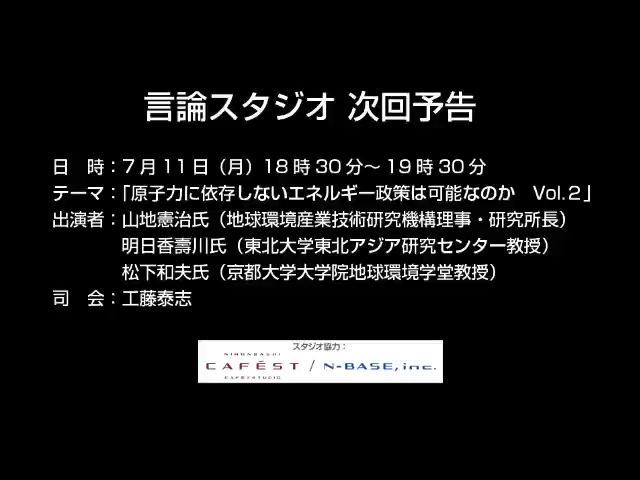 言論スタジオ 次回予告
日　時：7月11日（月）18時30分～19時30分
テーマ：「原子力に依存しないエネルギー政策は可能なのか　Vol.2」
出演者：山地憲治氏（地球環境産業技術研究機構理事・研究所長）
明日香壽川氏（東北大学東北アジア研究センター教授）
松下和夫氏（京都大学大学院地球環境学堂教授）
司　会：工藤泰志
スタジオ協力：
NIHONBASHI
CAFÉST / N-BASE, inc.
CAFE STUDIO